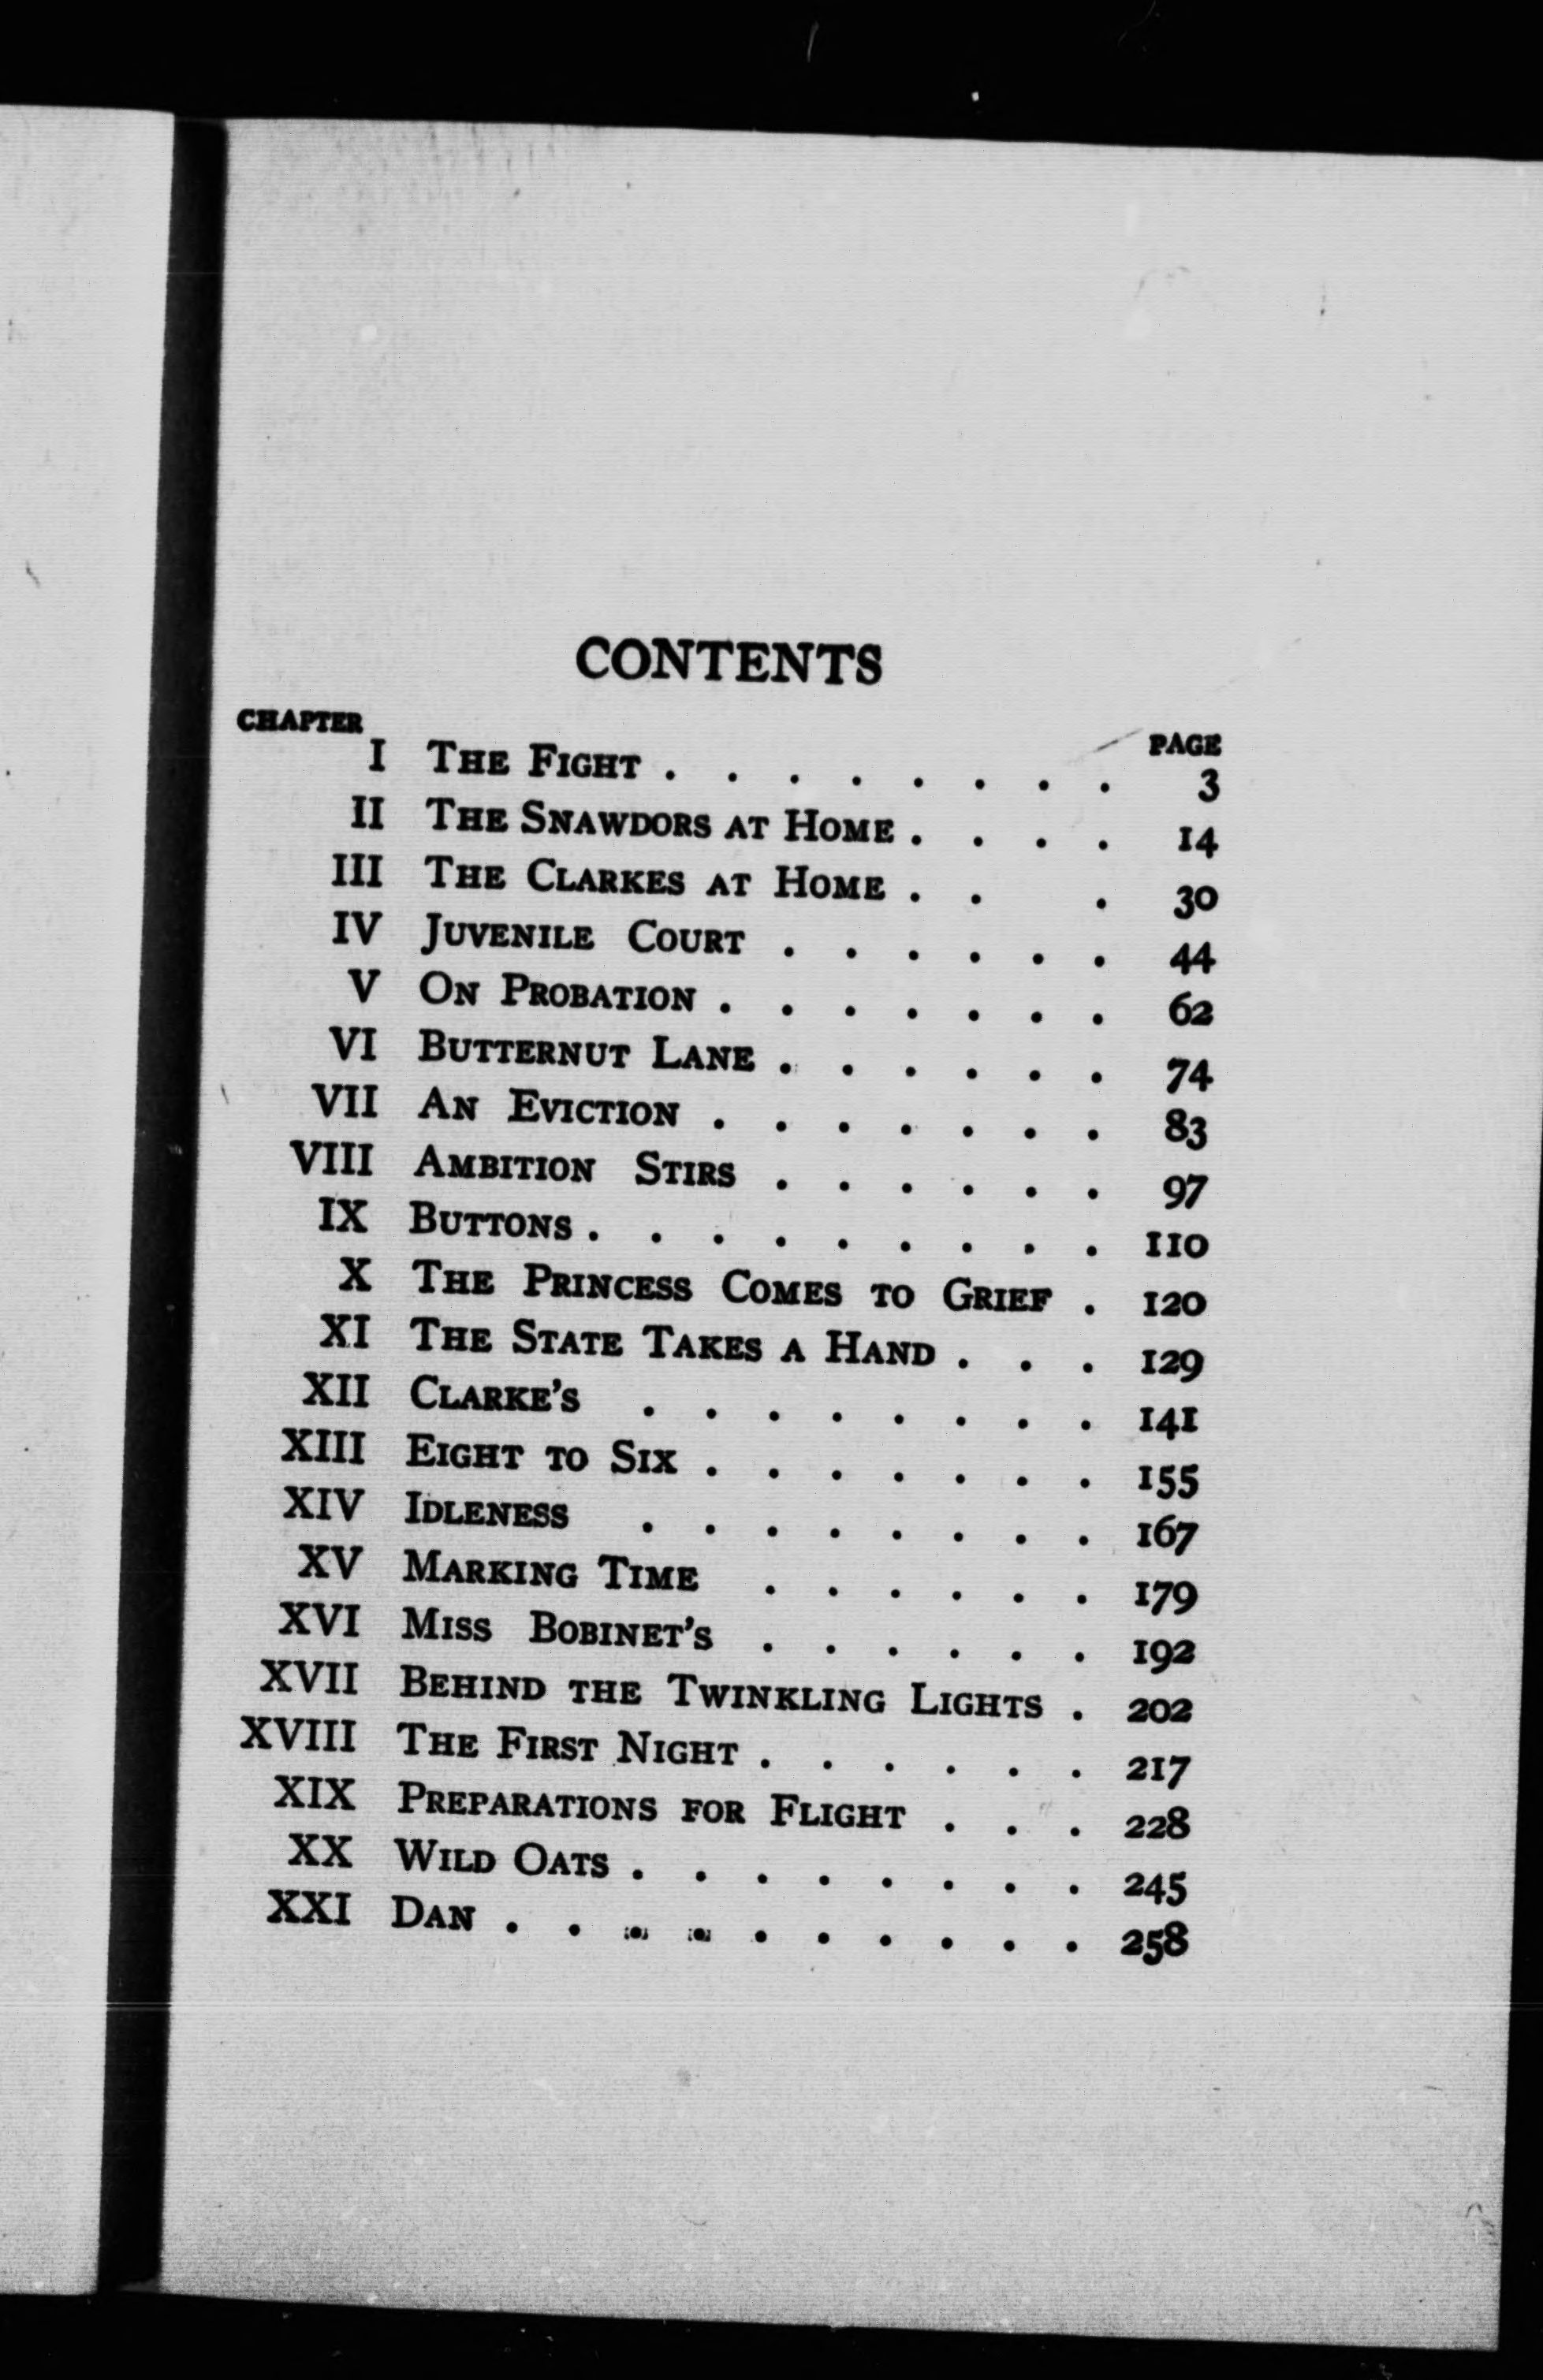 CONTENTS
CHAPTER PAGE
I The Fight . . . . . . . . 3
II The Snawdors at Home . . . . 14
III The Clarkes at Home . . . 30
IV Juvenile Court . . . . . . 44
V On Probation . . . . . . . 62
VI Butternut Lane . . . . . . 74
VII An Eviction . . . . . . . 83
VIII Ambition Stirs . . . . . . 97
IX Buttons . . . . . . . . . 110
X The Princess Comes to Grief . 120
XI The State Takes a Hand . . . 129
XII Clarke's . . . . . . . . 141
XIII Eight to Six . . . . . . . 155
XIV Idleness . . . . . . . . 167
XV Marking Time . . . . . . 179
XVI Miss Bobinet's . . . . . . 192
XVII Behind the Twinkling Lights . 202
XVIII The First Night . . . . . . 217
XIX Preparations for Flight . . . 228
XX Wild Oats . . . . . . . . 245
XXI Dan . . . . . . . . . . 258